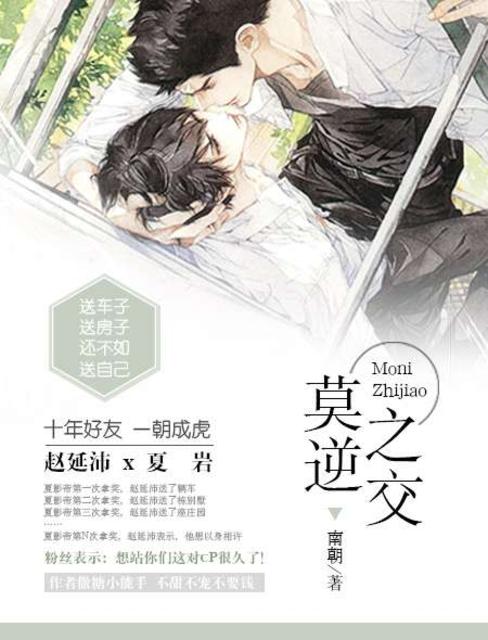 送车子
送房子
还不如
送自己
Moni
Zhijiao
莫逆
之交
南朝/著
十年好友 一朝成虎
赵延沛 x 夏 岩
夏影帝第一次拿奖，赵延沛送了辆车
夏影帝第二次拿奖，赵延沛送了栋别墅
夏影帝第三次拿奖，赵延沛送了座庄园
......
夏影帝第N次拿奖，赵延沛表示，他想以身相许
粉丝表示：想站你们这对CP很久了!
作者傲糖小能手 不甜不宠不要钱